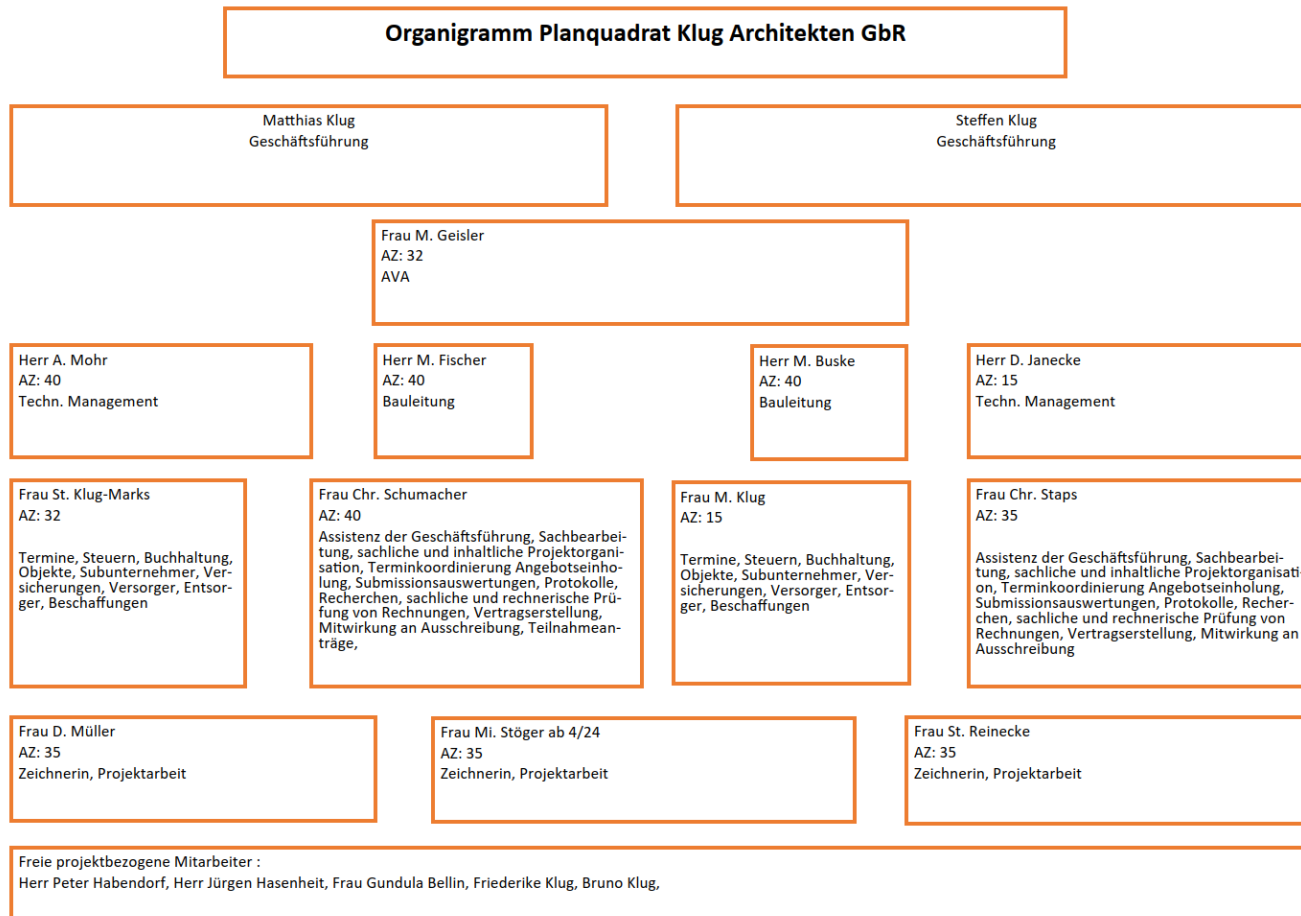 Organigramm Planquadrat Klug Architekten GbR
Matthias Klug
Geschäftsführung
Steffen Klug
Geschäftsführung
Frau M. Geisler
AZ: 32
AVA
Herr A. Mohr
AZ: 40
Techn. Management
Herr M. Fischer
AZ: 40
Bauleitung
Herr M. Buske
AZ: 40
Bauleitung
Herr D. Janecke
AZ: 15
Techn. Management
Frau St. Klug-Marks
AZ: 32
Termine, Steuern, Buchhaltung,
Objekte, Subunternehmer, Ver-
sicherungen, Versorger, Entsor-
ger, Beschaffungen
Frau Chr. Schumacher
AZ: 40
Assistenz der Geschäftsführung, Sachbearbei-
tung, sachliche und inhaltliche Projektorgani-
sation, Terminkoordinierung Angebotseinho-
lung, Submissionsauswertungen, Protokolle,
Recherchen, sachliche und rechnerische Prü-
fung von Rechnungen, Vertragserstellung,
Mitwirkung an Ausschreibung, Teilnahmean-
träge,
Frau M. Klug
AZ: 15
Termine, Steuern, Buchhaltung,
Objekte, Subunternehmer, Ver-
sicherungen, Versorger, Entsor-
ger, Beschaffungen
Frau Chr. Staps
AZ: 35
Assistenz der Geschäftsführung, Sachbearbei-
tung, sachliche und inhaltliche Projektorganisati-
on, Terminkoordinierung Angebotseinholung,
Submissionsauswertungen, Protokolle, Recher-
chen, sachliche und rechnerische Prüfung von
Rechnungen, Vertragserstellung, Mitwirkung an
Ausschreibung
Frau D. Müller
AZ: 35
Zeichnerin, Projektarbeit
Frau Mi. Stöger ab 4/24
AZ: 35
Zeichnerin, Projektarbeit
Frau St. Reinecke
AZ: 35
Zeichnerin, Projektarbeit
Freie projektbezogene Mitarbeiter :
Herr Peter Habendorf, Herr Jürgen Hasenheit, Frau Gundula Bellin, Friederike Klug, Bruno Klug,